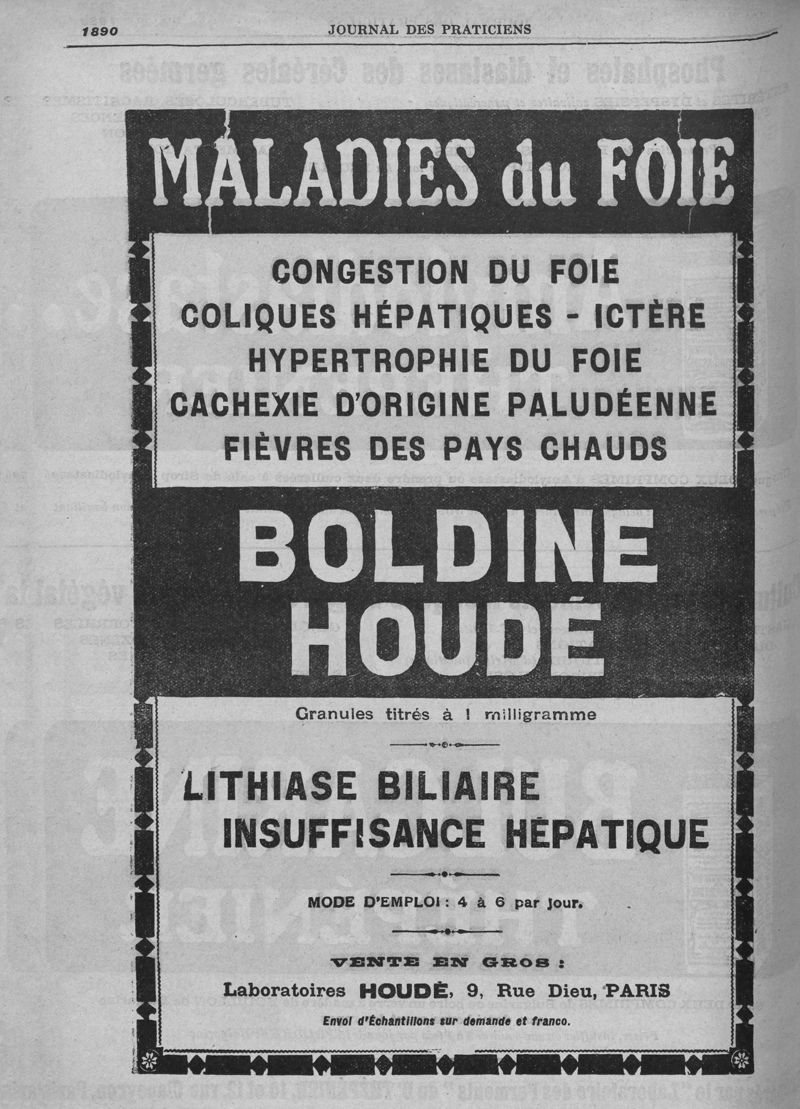 1890
JOURNAL DES PRATICIENS
MALADIES du FOIE
CONGESTION DU FOIE
COLIQUES HÉPATIQUES - ICTÈRE
HYPERTROPHIE DU FOIE
CACHEXIE D'ORIGINE PALUDÉENNE
FIÈVRES DES PAYS CHAUDS
BOLDINE
HOUDÉ
Granules titrés à 1 milligramme
LITHIASE BILIAIRE
INSUFFISANCE HÉPATIQUE
MODE D'EMPLOI : 4 à 6 par jour.
VENTE EN GROS :
Laboratoires HOUDÉ, 9, Rue Dieu, PARIS
Envoi d'Échantillons sur demande et franco.